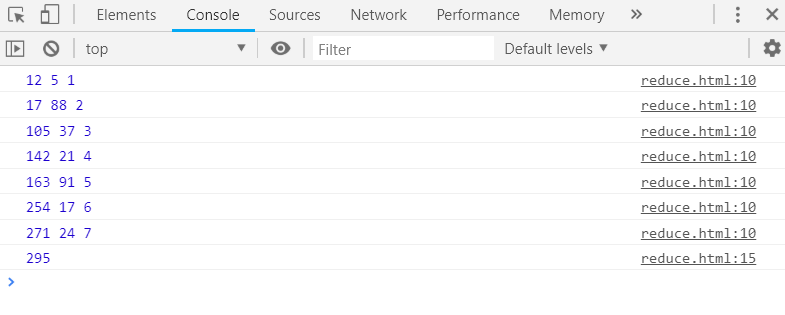 Elements Console Sources Network Performance Memory
top Filter Default levels
12 5 1 reduce.html:10
17 88 2 reduce.html:10
105 37 3 reduce.html:10
142 21 4 reduce.html:10
163 91 5 reduce.html:10
254 17 6 reduce.html:10
271 24 7 reduce.html:10
295 reduce.html:15